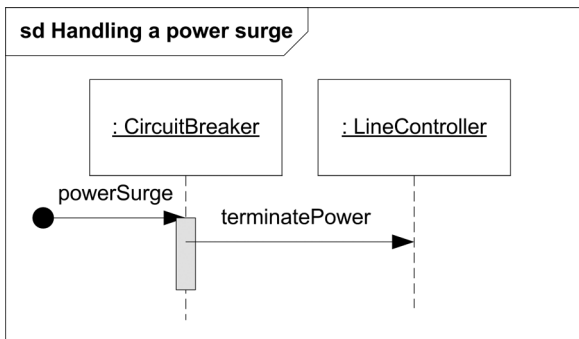 sd Handling a power surge
: CircuitBreaker
: LineController
powerSurge
terminatePower